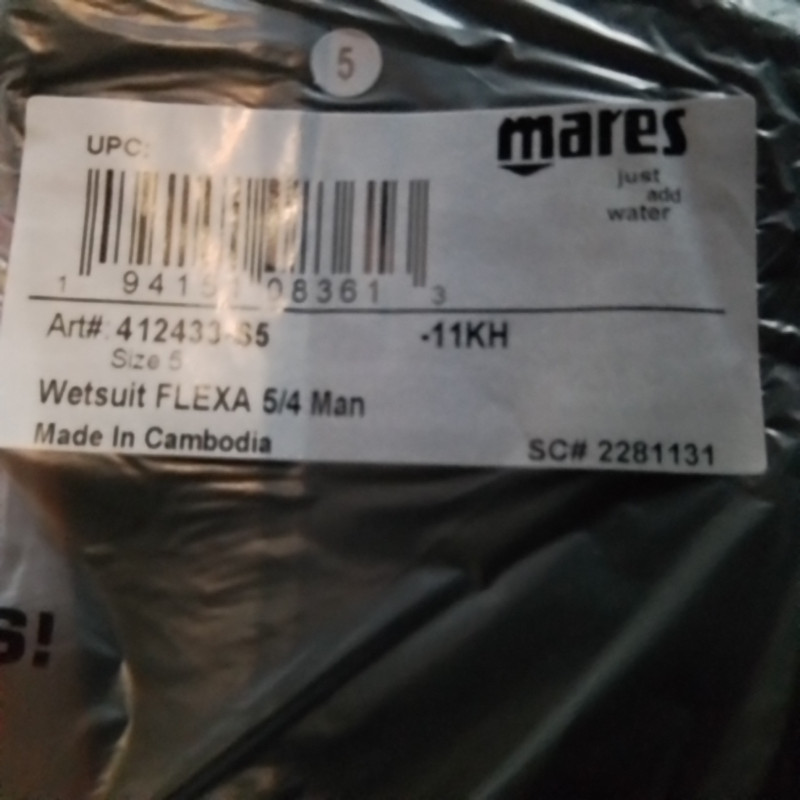 5
mares
just
add
water
UPC:
1 08361 3
Art#: 412433-S5 -11KH
Size 5
Wetsuit FLEXA 5/4 Man
Made In Cambodia SC# 2281131
S!